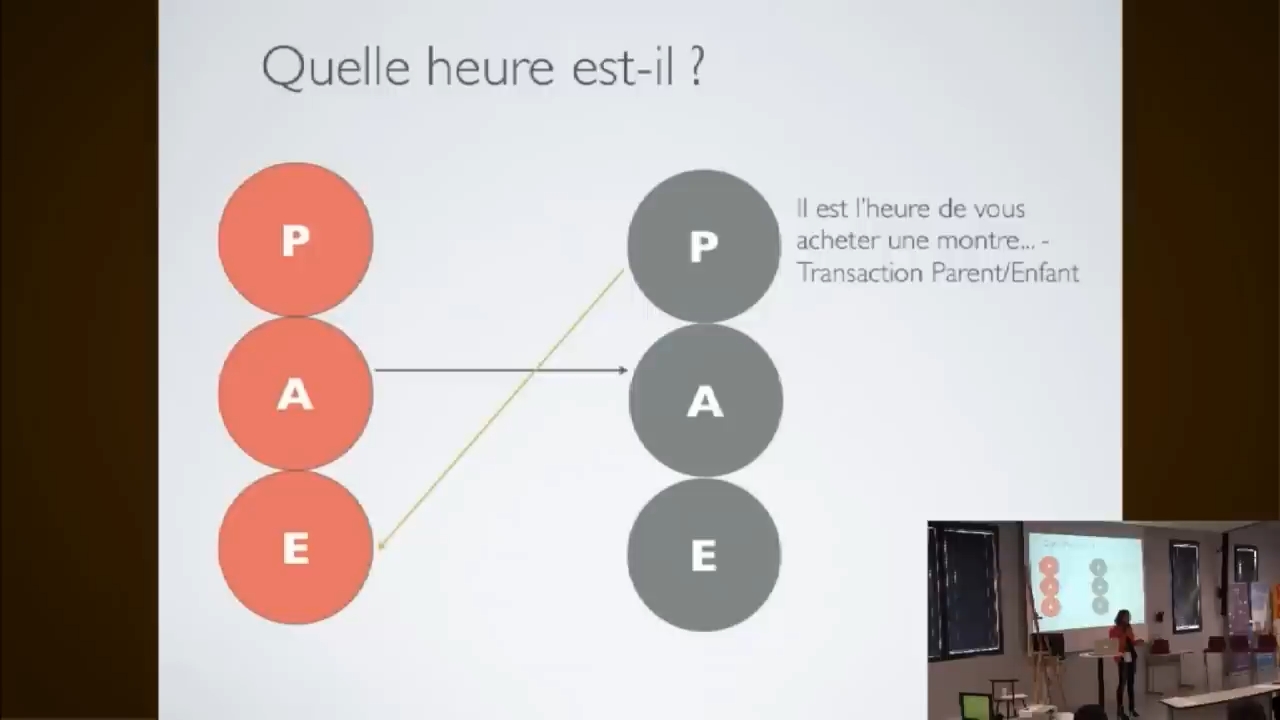 Quelle heure est-il ?
P
P
Il est l'heure de vous
acheter une montre... -
Transaction Parent/Enfant
A
A
E
E